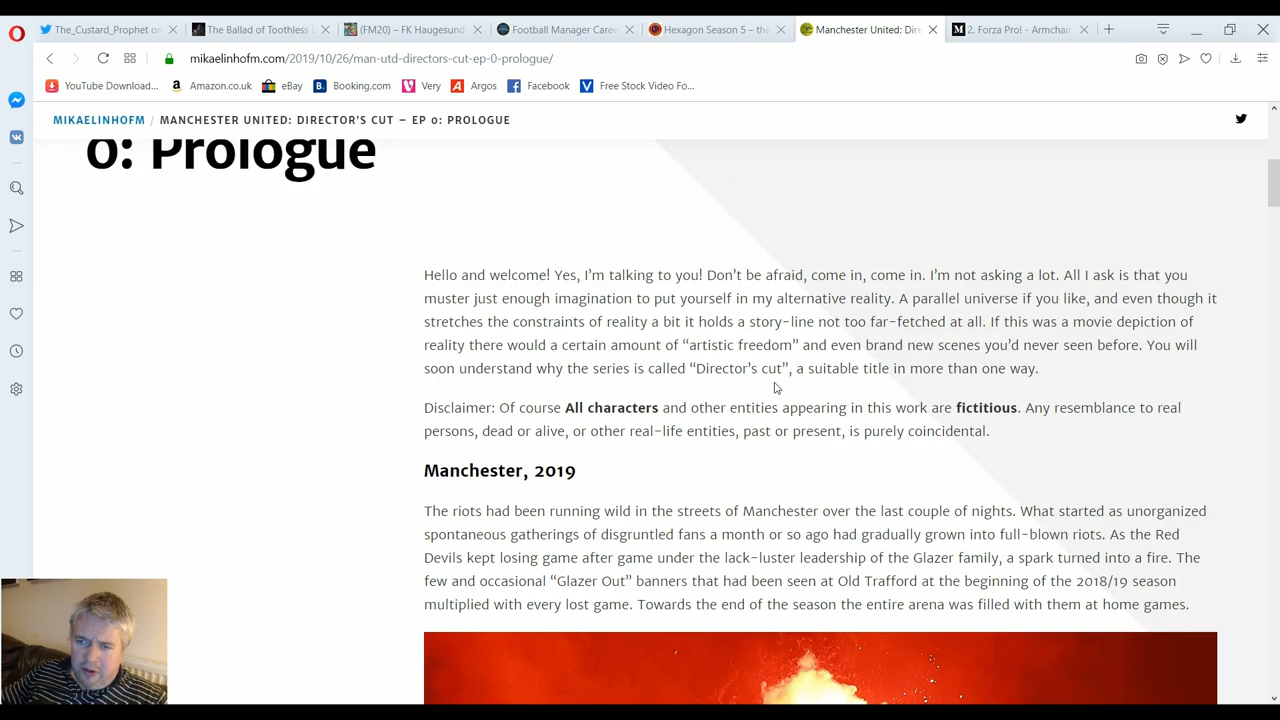 The_Custard_Prophet on
The Ballad of Toothless
(FM20) – FK Haugesund
Football Manager Caree
Hexagon Season 5 – the
Manchester United: Dire
2. Forza Pro! - Armchair
mikaelinhofm.com/2019/10/26/man-utd-directors-cut-ep-0-prologue/
YouTube Download...
Amazon.co.uk
eBay
Booking.com
Very
Argos
Facebook
Free Stock Video Fo...
MIKAELINHOFM / MANCHESTER UNITED: DIRECTOR'S CUT – EP 0: PROLOGUE
0: Prologue
Hello and welcome! Yes, I'm talking to you! Don't be afraid, come in, come in. I'm not asking a lot. All I ask is that you
muster just enough imagination to put yourself in my alternative reality. A parallel universe if you like, and even though it
stretches the constraints of reality a bit it holds a story-line not too far-fetched at all. If this was a movie depiction of
reality there would a certain amount of “artistic freedom” and even brand new scenes you'd never seen before. You will
soon understand why the series is called “Director's cut”, a suitable title in more than one way.
Disclaimer: Of course All characters and other entities appearing in this work are fictitious. Any resemblance to real
persons, dead or alive, or other real-life entities, past or present, is purely coincidental.
Manchester, 2019
The riots had been running wild in the streets of Manchester over the last couple of nights. What started as unorganized
spontaneous gatherings of disgruntled fans a month or so ago had gradually grown into full-blown riots. As the Red
Devils kept losing game after game under the lack-luster leadership of the Glazer family, a spark turned into a fire. The
few and occasional “Glazer Out” banners that had been seen at Old Trafford at the beginning of the 2018/19 season
multiplied with every lost game. Towards the end of the season the entire arena was filled with them at home games.